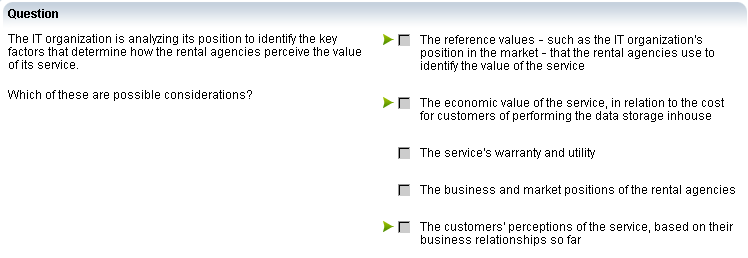 Question
The IT organization is analyzing its position to identify the key
factors that determine how the rental agencies perceive the value
of its service.
Which of these are possible considerations?
The reference values - such as the IT organization's
position in the market - that the rental agencies use to
identify the value of the service
The economic value of the service, in relation to the cost
for customers of performing the data storage inhouse
The service's warranty and utility
The business and market positions of the rental agencies
The customers' perceptions of the service, based on their
business relationships so far